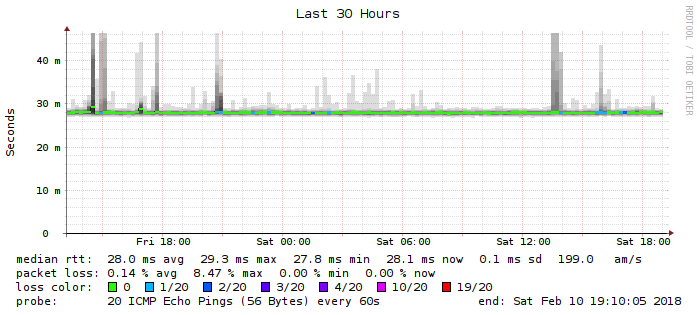 Last 30 Hours
RRDTOOL / TOBI OETIKER
Seconds
40 m
30 m
20 m
10 m
0
Fri 18:00 Sat 00:00 Sat 06:00 Sat 12:00 Sat 18:00
median rtt: 28.0 ms avg 29.3 ms max 27.8 ms min 28.1 ms now 0.1 ms sd 199.0 am/s
packet loss: 0.14 % avg 8.47 % max 0.00 % min 0.00 % now
loss color: 0 1/20 2/20 3/20 4/20 10/20 19/20
probe: 20 ICMP Echo Pings (56 Bytes) every 60s end: Sat Feb 10 19:10:05 2018